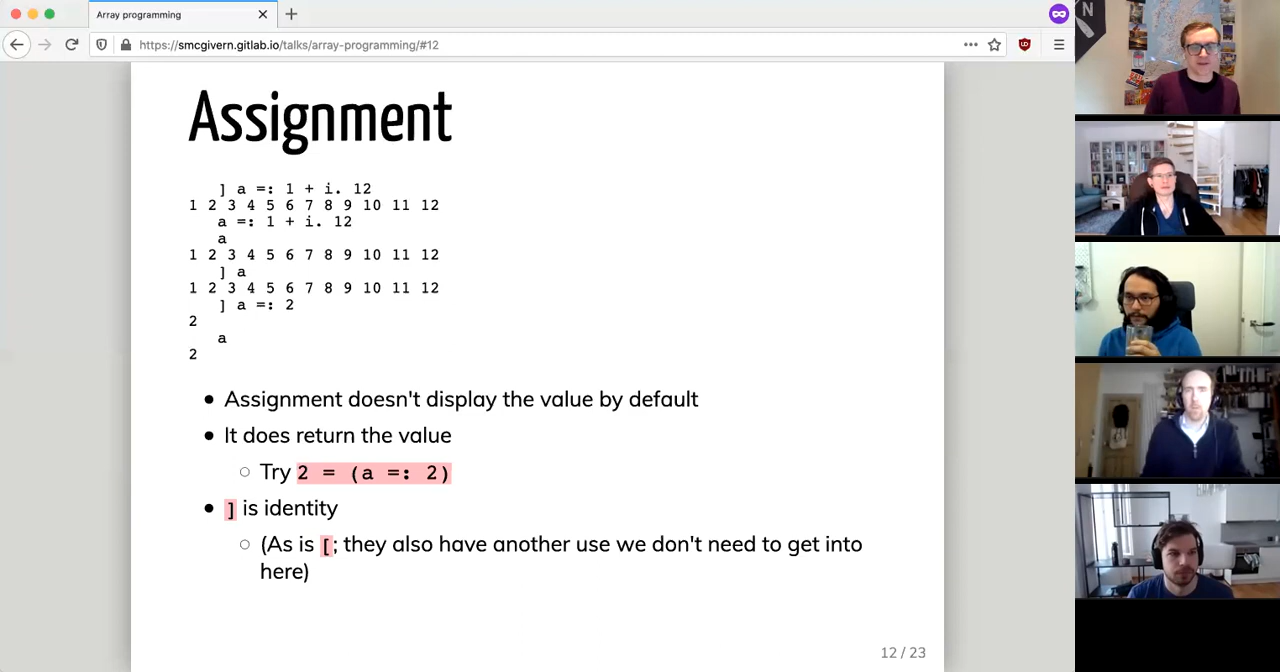 Array programming
https://smcgivern.gitlab.io/talks/array-programming/#12
N
Assignment
] a =: 1 + i. 12
1 2 3 4 5 6 7 8 9 10 11 12
a =: 1 + i. 12
a
1 2 3 4 5 6 7 8 9 10 11 12
] a
1 2 3 4 5 6 7 8 9 10 11 12
] a =: 2
2
a
2
• Assignment doesn't display the value by default
• It does return the value
○ Try 2 = (a =: 2)
• ] is identity
○ (As is [; they also have another use we don't need to get into
here)
12 / 23